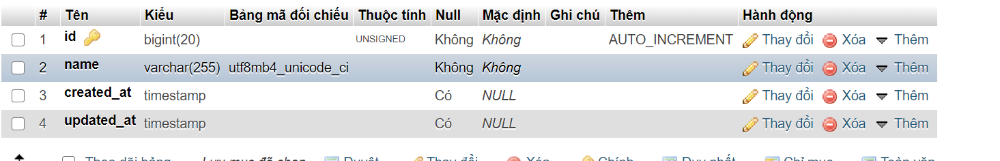 # Tên Kiểu Bảng mã đối chiếu Thuộc tính Null Mặc định Ghi chú Thêm Hành động
1 id bigint(20) UNSIGNED Không Không AUTO_INCREMENT Thay đổi Xóa Thêm
2 name varchar(255) utf8mb4_unicode_ci Không Không Thay đổi Xóa Thêm
3 created_at timestamp Có NULL Thay đổi Xóa Thêm
4 updated_at timestamp Có NULL Thay đổi Xóa Thêm
Theo dõi bảng Lưu mục đã chọn Duyệt Thay đổi Xóa Chính Duy nhất Chỉ mục Toàn văn